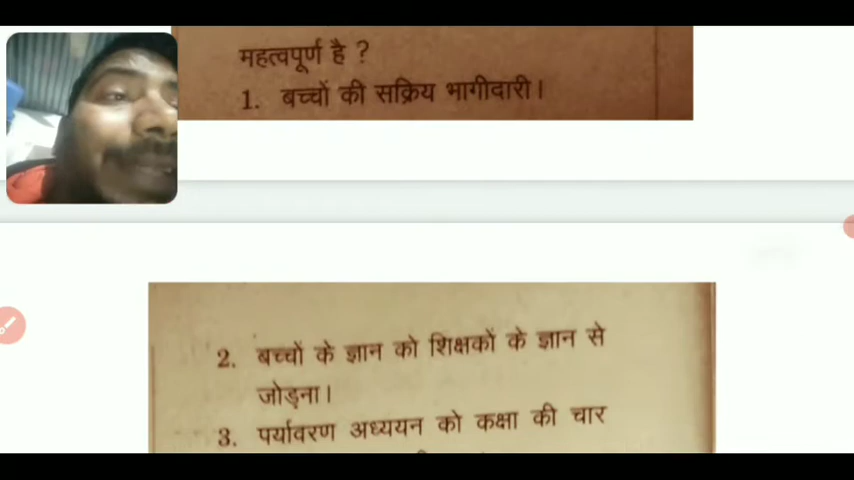 महत्वपूर्ण है ?
1. बच्चों की सक्रिय भागीदारी।
2. बच्चों के ज्ञान को शिक्षकों के ज्ञान से
जोड़ना।
3. पर्यावरण अध्ययन को कक्षा की चार